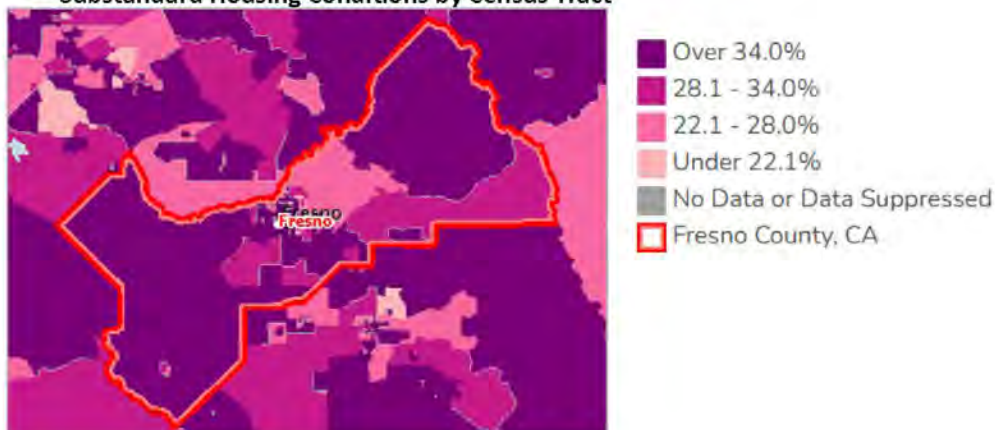 Substandard Housing Conditions by Census Tract
Over 34.0%
28.1 - 34.0%
22.1 - 28.0%
Under 22.1%
No Data or Data Suppressed
Fresno County, CA
Fresno
Fresno